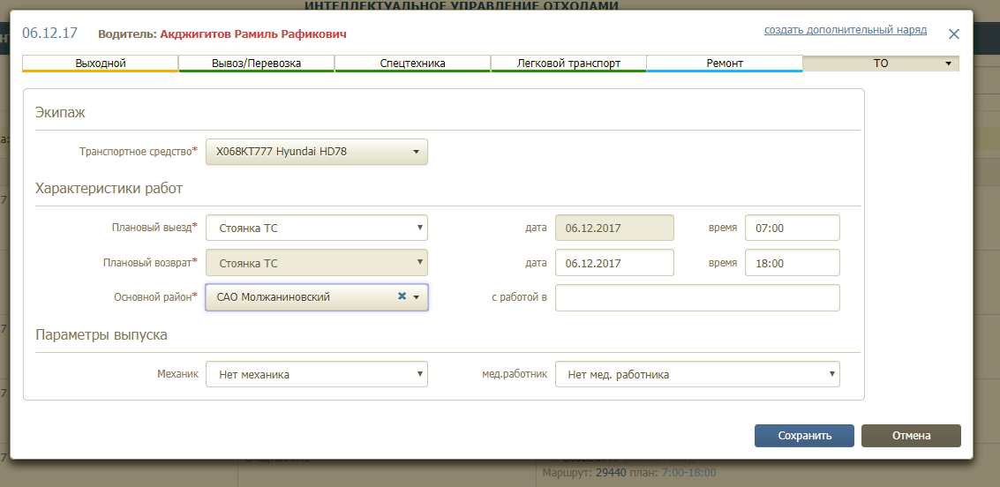 ИНТЕЛЛЕКТУАЛЬНОЕ УПРАВЛЕНИЕ ОТХОДАМИ
06.12.17 Водитель: Акджигитов Рамиль Рафикович создать дополнительный наряд
Выходной Вывоз/Перевозка Спецтехника Легковой транспорт Ремонт ТО
Экипаж
Транспортное средство* X068KT777 Hyundai HD78
Характеристики работ
Плановый выезд* Стоянка ТС дата 06.12.2017 время 07:00
Плановый возврат* Стоянка ТС дата 06.12.2017 время 18:00
Основной район* САО Молжаниновский с работой в
Параметры выпуска
Механик Нет механика мед.работник Нет мед. работника
Сохранить Отмена
Маршрут: 29440 план: 7:00-18:00